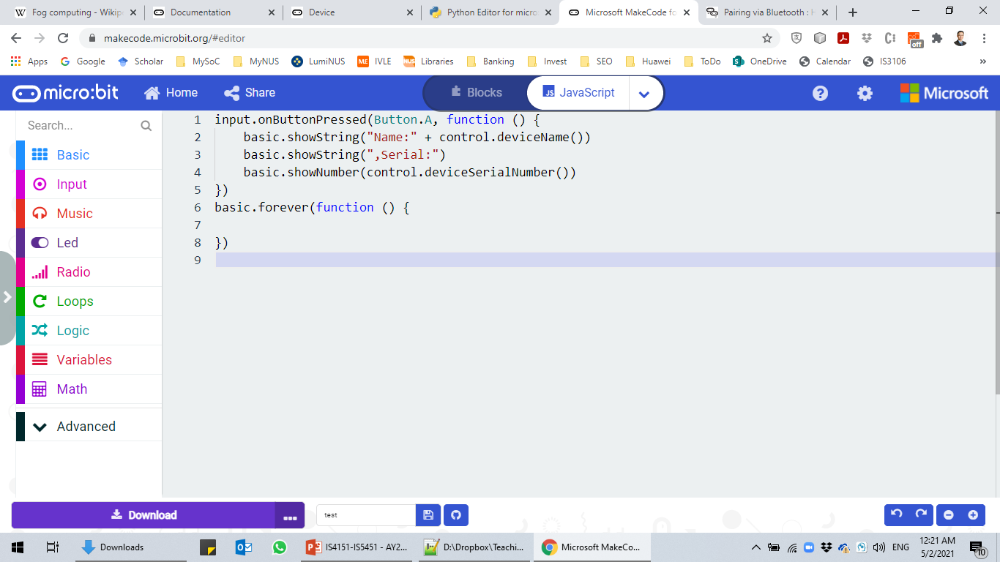 Fog computing - Wikip
Documentation
Device
Python Editor for micro
Microsoft MakeCode fo
Pairing via Bluetooth : H
makecode.microbit.org/#editor
off
Apps
Google
Scholar
MySoC
MyNUS
LumiNUS
IVLE
Libraries
Banking
Invest
SEO
Huawei
ToDo
OneDrive
Calendar
IS3106
micro:bit
Home
Share
Blocks
JavaScript
Microsoft
Search...
Basic
Input
Music
Led
Radio
Loops
Logic
Variables
Math
Advanced
1 input.onButtonPressed(Button.A, function () {
2 basic.showString("Name:" + control.deviceName())
3 basic.showString(",Serial:")
4 basic.showNumber(control.deviceSerialNumber())
5 })
6 basic.forever(function () {
7
8 })
9
Download
test
Downloads
IS4151-IS5451 - AY2...
D:\Dropbox\Teachi...
Microsoft MakeCo...
ENG
12:21 AM
5/2/2021
10